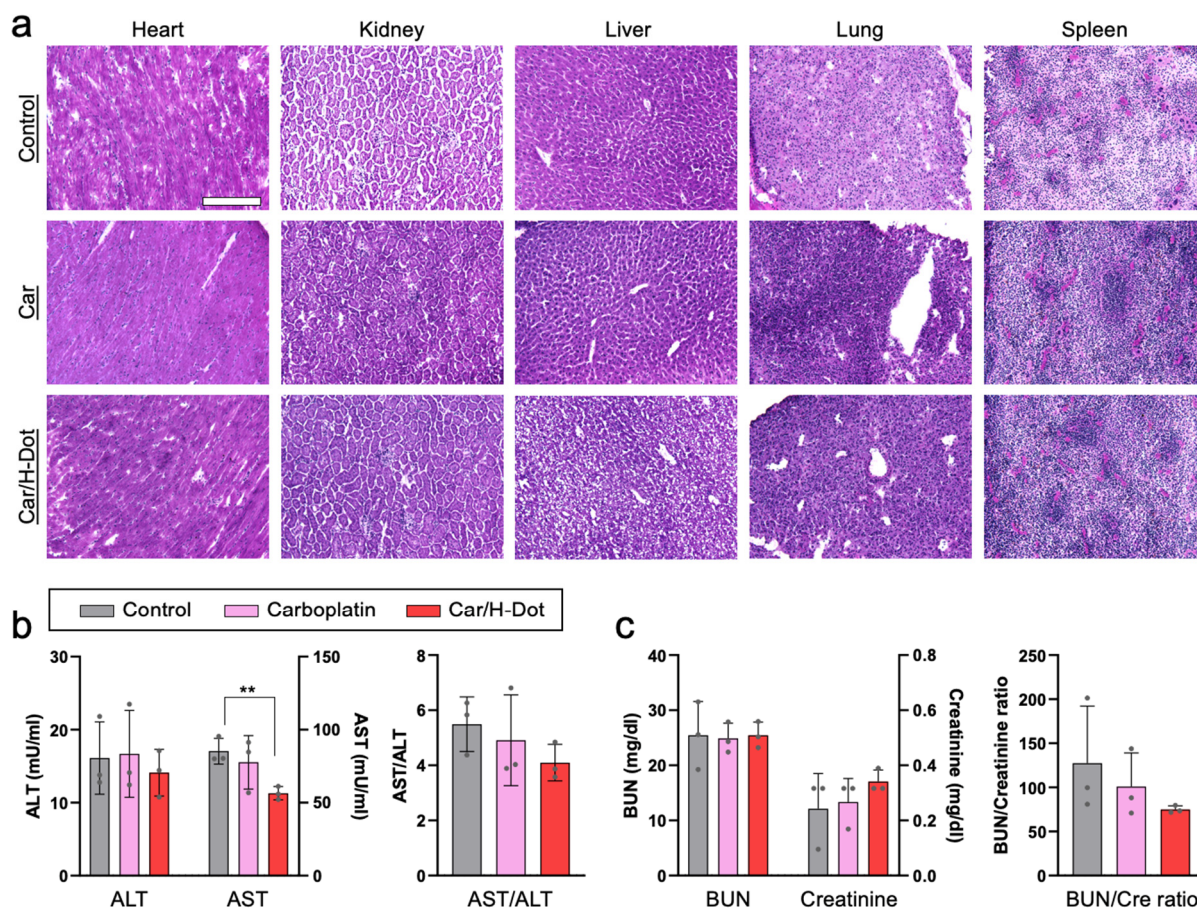 a
Heart Kidney Liver Lung Spleen
Control
Car
Car/H-Dot
Control Carboplatin Car/H-Dot
b
30
20
10
0
ALT (mU/ml)
**
150
100
50
0
AST (mU/ml)
ALT AST
8
6
4
2
0
AST/ALT
AST/ALT
c
40
30
20
10
0
BUN (mg/dl)
0.8
0.6
0.4
0.2
0.0
Creatinine (mg/dl)
BUN Creatinine
250
200
150
100
50
0
BUN/Creatinine ratio
BUN/Cre ratio